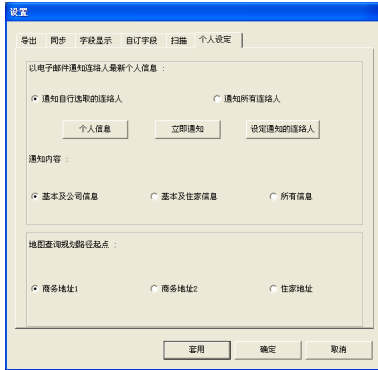 设置
导出 同步 字段显示 自订字段 扫描 个人设定
以电子邮件通知连络人最新个人信息 :
通知自行选取的连络人 通知所有连络人
个人信息 立即通知 设定通知的连络人
通知内容 :
基本及公司信息 基本及住家信息 所有信息
地图查询规划路径起点 :
商务地址1 商务地址2 住家地址
套用 确定 取消